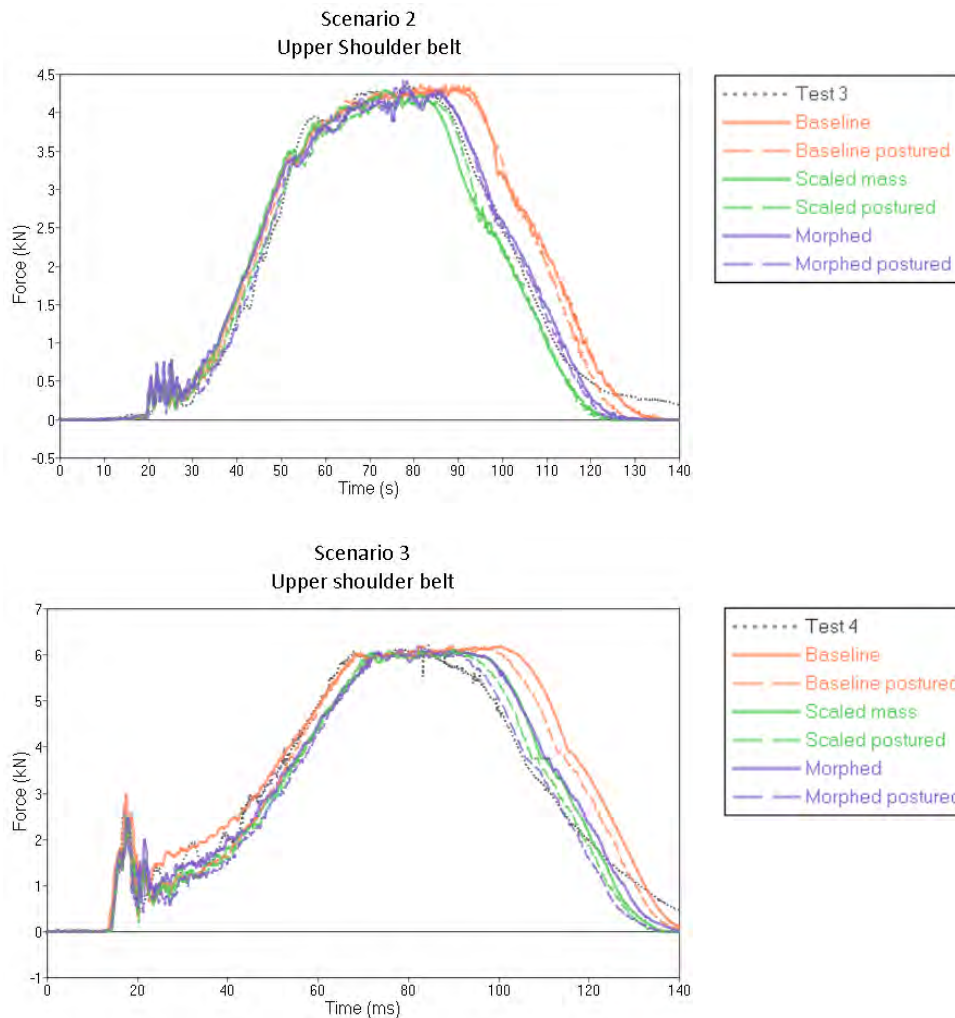 Scenario 2
Upper Shoulder belt
4.5
4
3.5
3
2.5
2
1.5
1
0.5
0
-0.5
Force (kN)
0 10 20 30 40 50 60 70 80 90 100 110 120 130 140
Time (s)
Test 3
Baseline
Baseline postured
Scaled mass
Scaled postured
Morphed
Morphed postured
Scenario 3
Upper shoulder belt
7
6
5
4
3
2
1
0
-1
Force (kN)
0 20 40 60 80 100 120 140
Time (ms)
Test 4
Baseline
Baseline postured
Scaled mass
Scaled postured
Morphed
Morphed postured